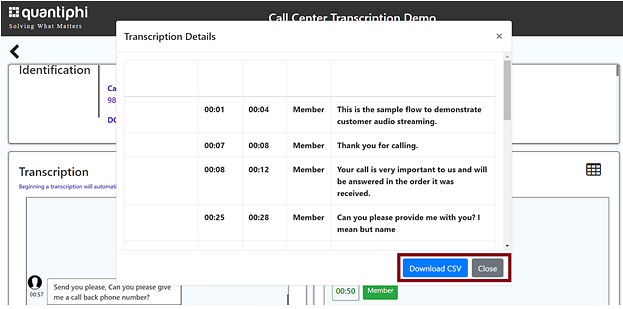 quantiphi
Solving What Matters
Call Center Transcription Demo
Transcription Details
×
Identification
Ca
98
DO
00:01 00:04 Member This is the sample flow to demonstrate
customer audio streaming.
00:07 00:08 Member Thank you for calling.
00:08 00:12 Member Your call is very important to us and will
be answered in the order it was
received.
00:25 00:28 Member Can you please provide me with you? I
mean but name
Transcription
Beginning a transcription will automati
Download CSV Close
00:57
Send you please, Can you please give
me a call back phone number?
00:50 Member